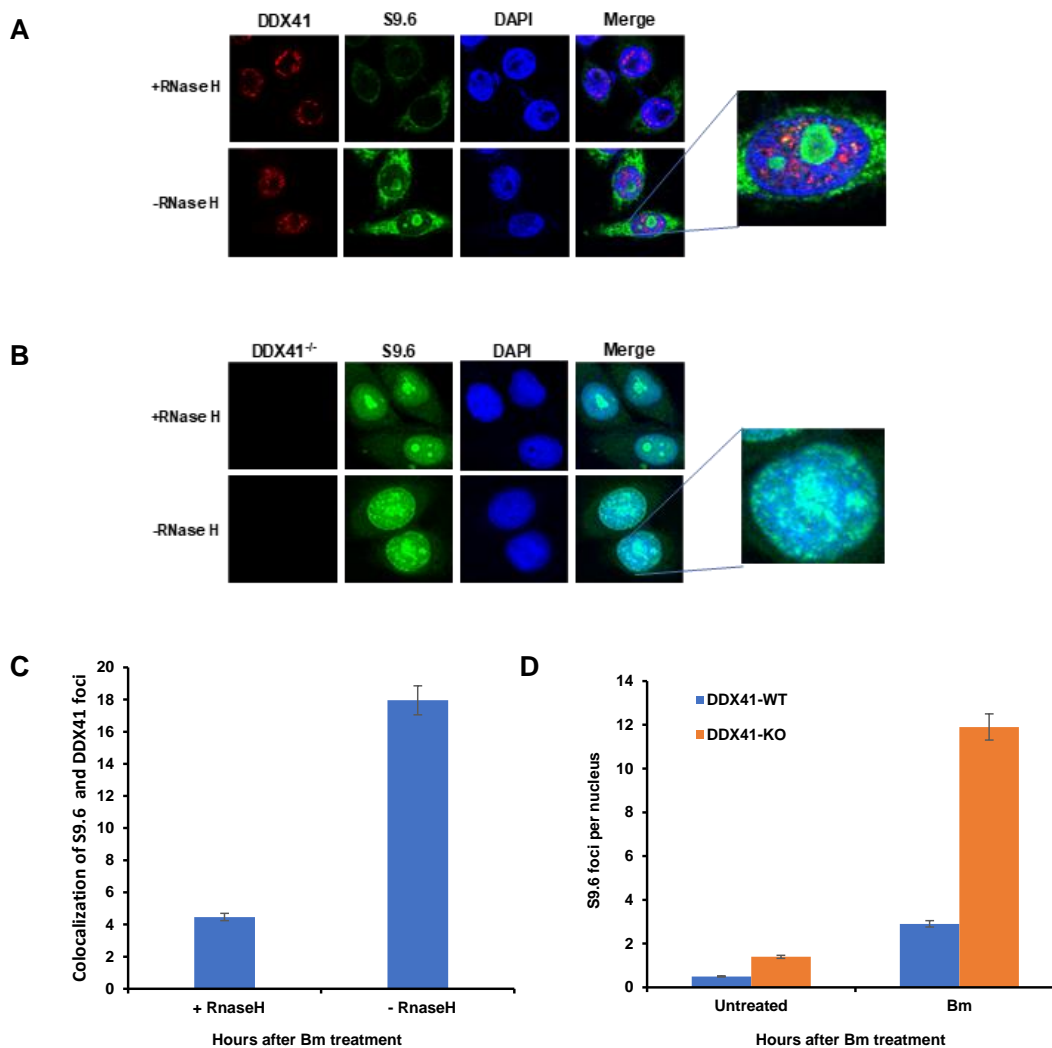 A
DDX41 S9.6 DAPI Merge
+RNase H
-RNase H
B
DDX41-/- S9.6 DAPI Merge
+RNase H
-RNase H
C
Colocalization of S9.6 and DDX41 foci
20
18
16
14
12
10
8
6
4
2
0
+ RnaseH - RnaseH
Hours after Bm treatment
D
S9.6 foci per nucleus
14
12
10
8
6
4
2
0
DDX41-WT
DDX41-KO
Untreated Bm
Hours after Bm treatment